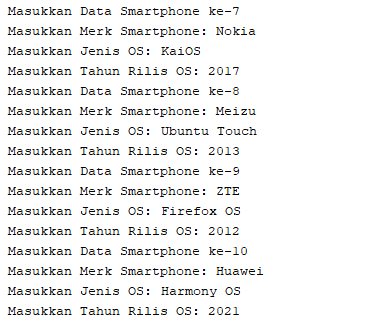 Masukkan Data Smartphone ke-7
Masukkan Merk Smartphone: Nokia
Masukkan Jenis OS: KaiOS
Masukkan Tahun Rilis OS: 2017
Masukkan Data Smartphone ke-8
Masukkan Merk Smartphone: Meizu
Masukkan Jenis OS: Ubuntu Touch
Masukkan Tahun Rilis OS: 2013
Masukkan Data Smartphone ke-9
Masukkan Merk Smartphone: ZTE
Masukkan Jenis OS: Firefox OS
Masukkan Tahun Rilis OS: 2012
Masukkan Data Smartphone ke-10
Masukkan Merk Smartphone: Huawei
Masukkan Jenis OS: Harmony OS
Masukkan Tahun Rilis OS: 2021